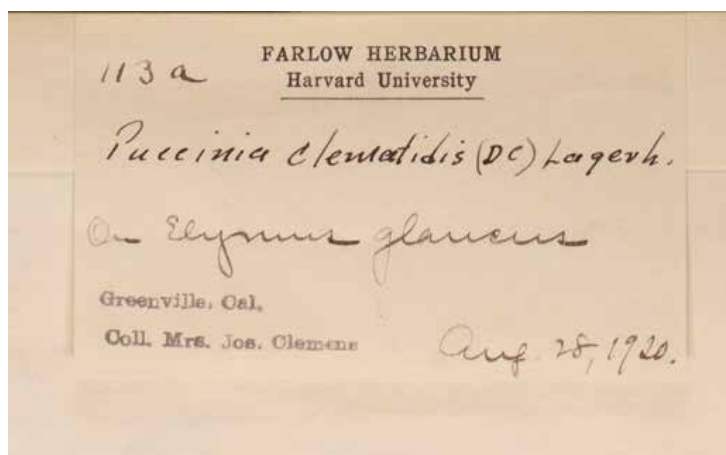 FARLOW HERBARIUM
113 a
Harvard University
Puccinia clematidis (DC) Lagerh.
On Elymus glaucus
Greenville, Cal.
Coll. Mrs. Jos. Clemens
Aug. 28, 1920.